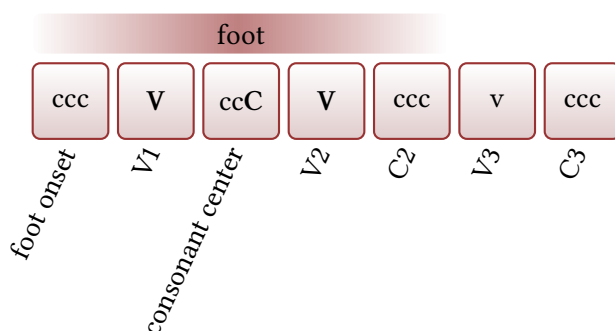 foot
ccc V ccC V ccc v ccc
foot onset V1 consonant center V2 C2 V3 C3